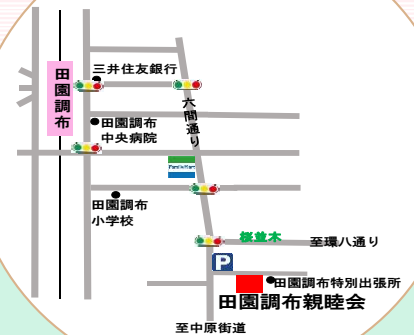 三井住友銀行
田園調布
六間通り
田園調布
中央病院
FamilyMart
田園調布
小学校
桜並木
至環八通り
P
田園調布特別出張所
田園調布親睦会
至中原街道